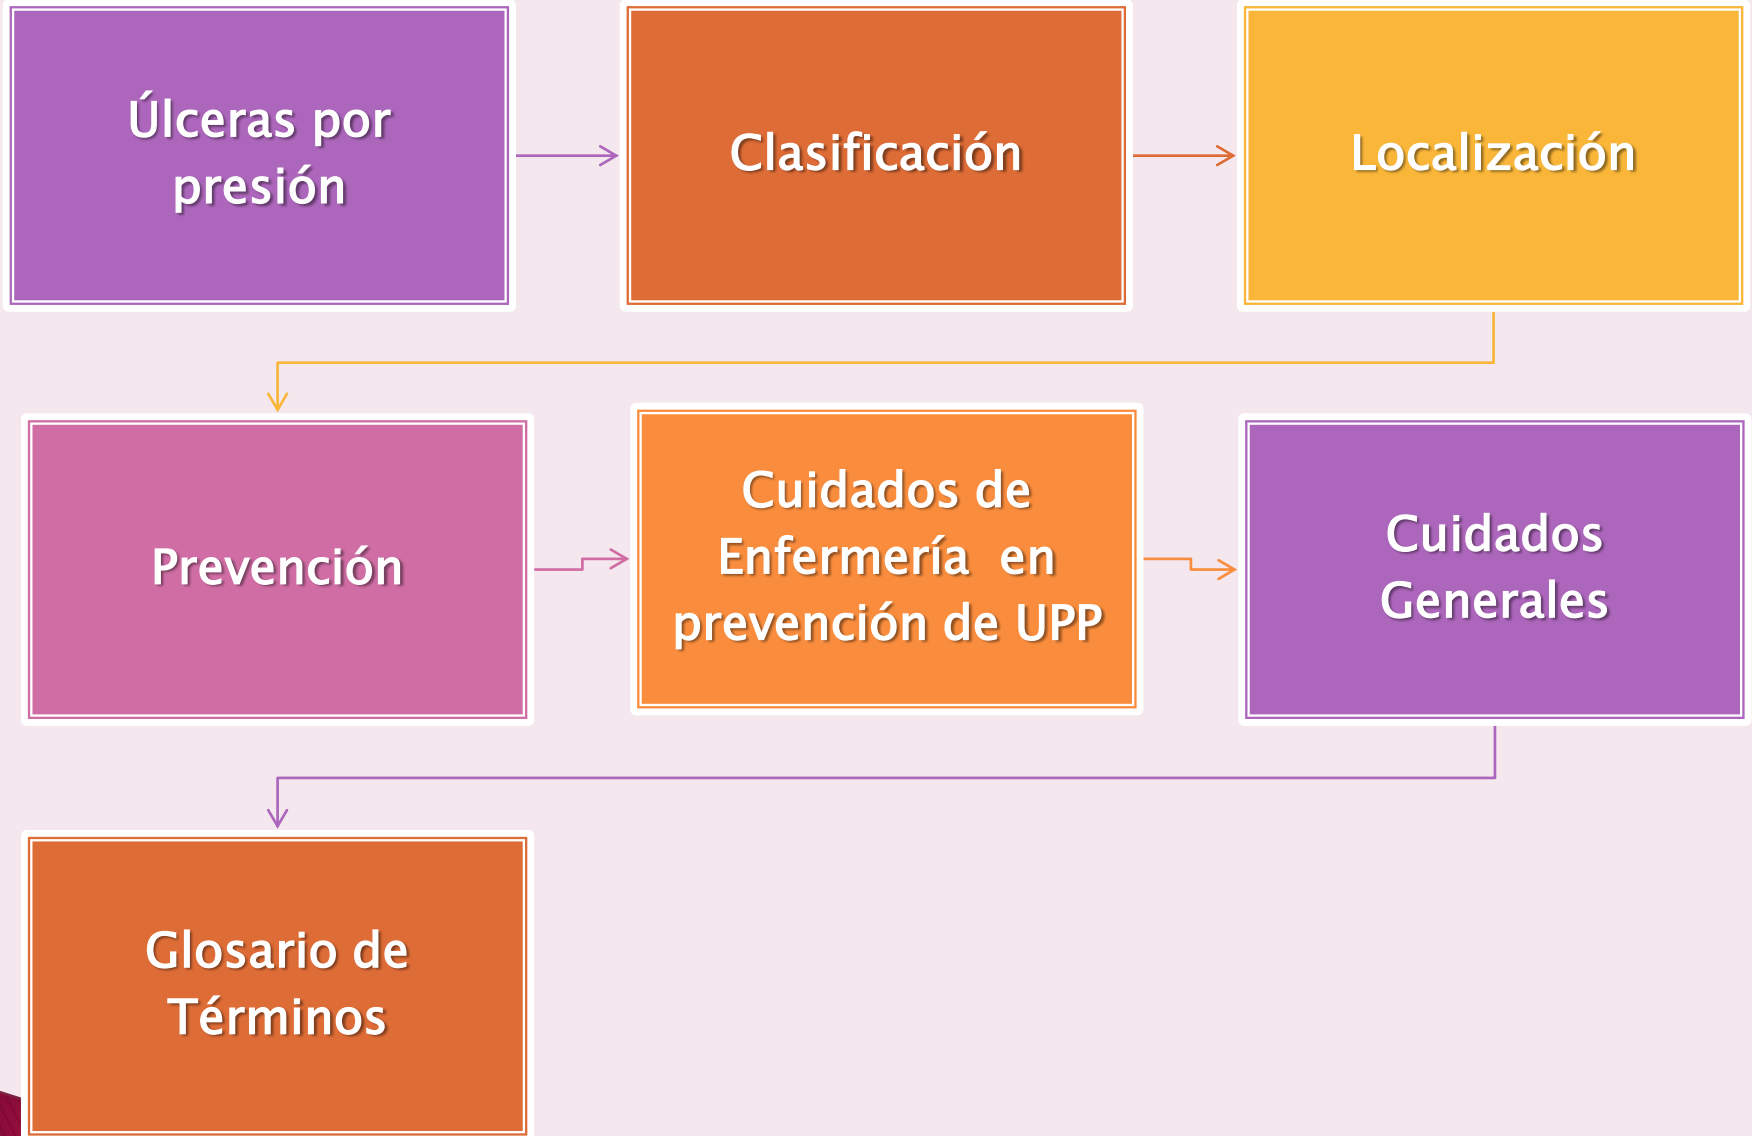 Úlceras por
presión
Clasificación
Localización
Prevención
Cuidados de
Enfermería en
prevención de UPP
Cuidados
Generales
Glosario de
Términos